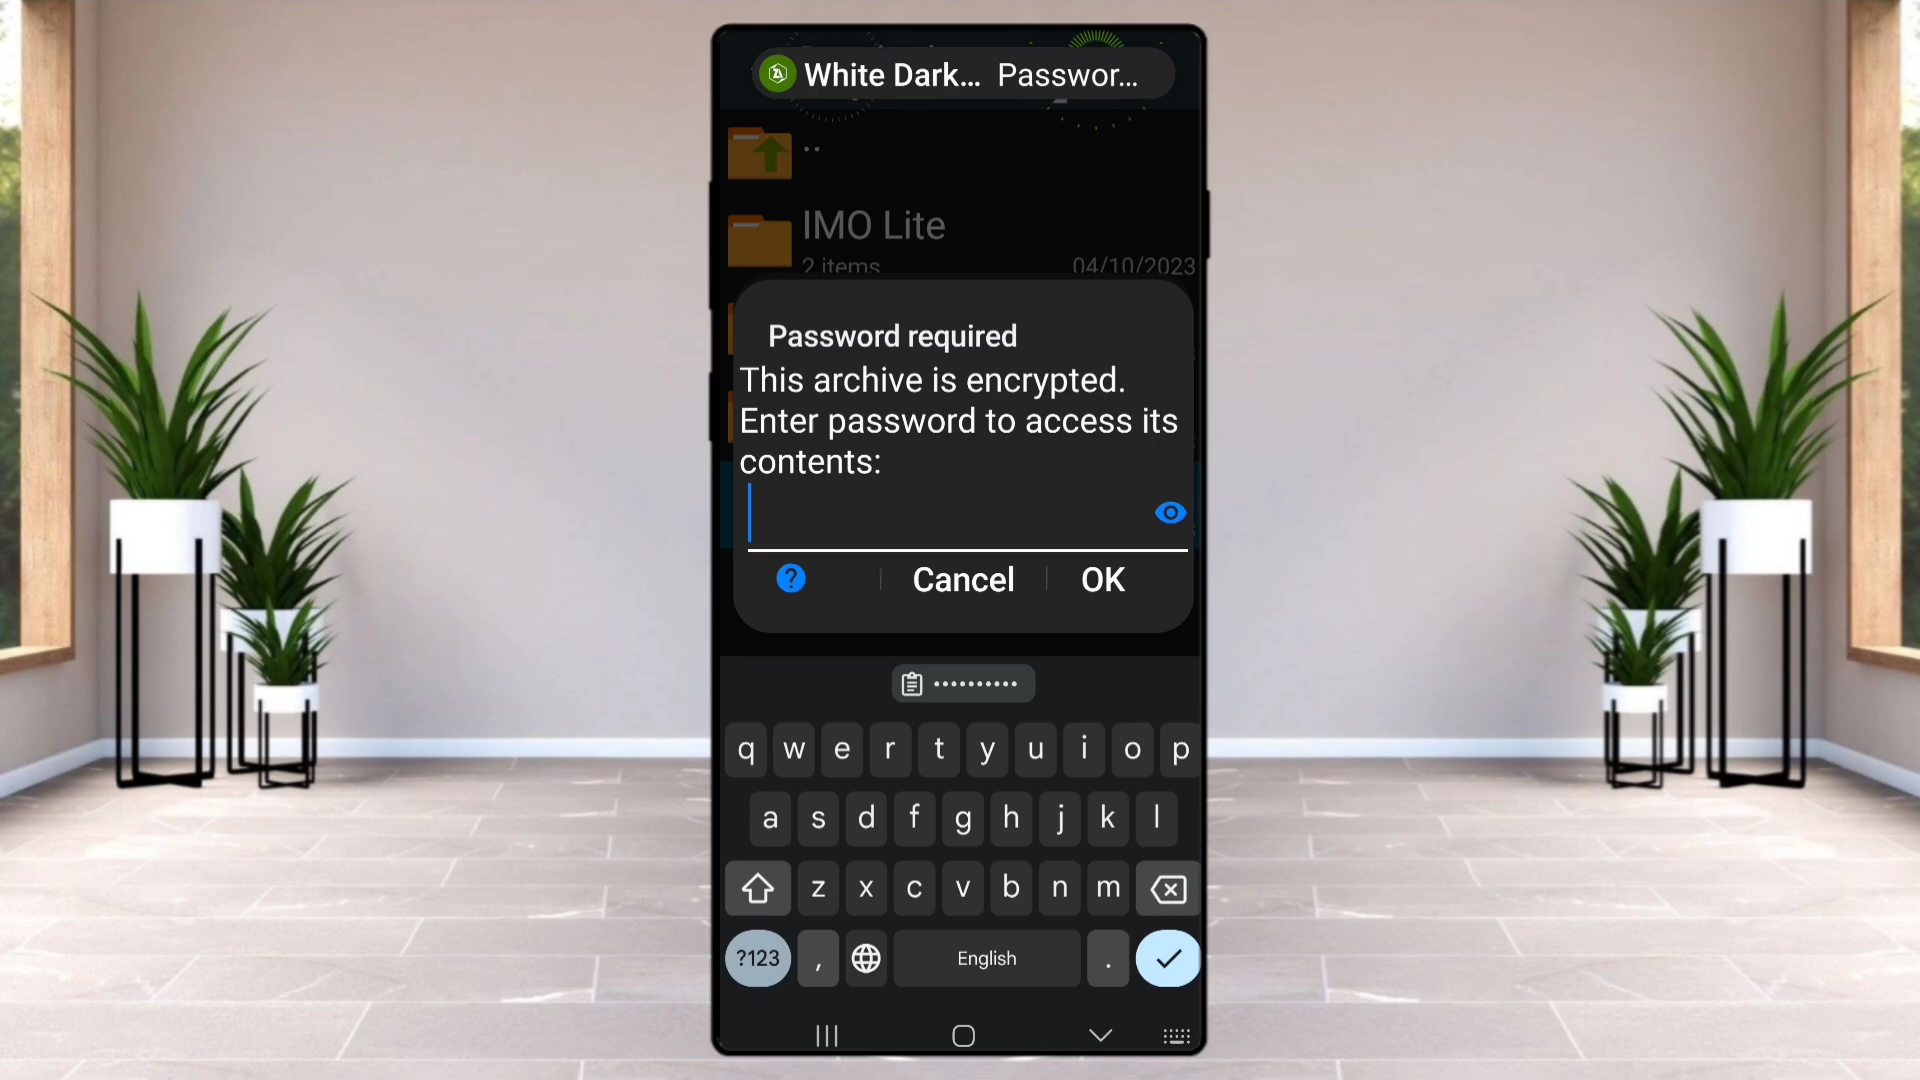 White Dark... Passwor...
..
IMO Lite
2 items 04/10/2023
Password required
This archive is encrypted.
Enter password to access its
contents:
?
Cancel OK
••••••••••
q w e r t y u i o p
a s d f g h j k l
z x c v b n m
?123 , English .